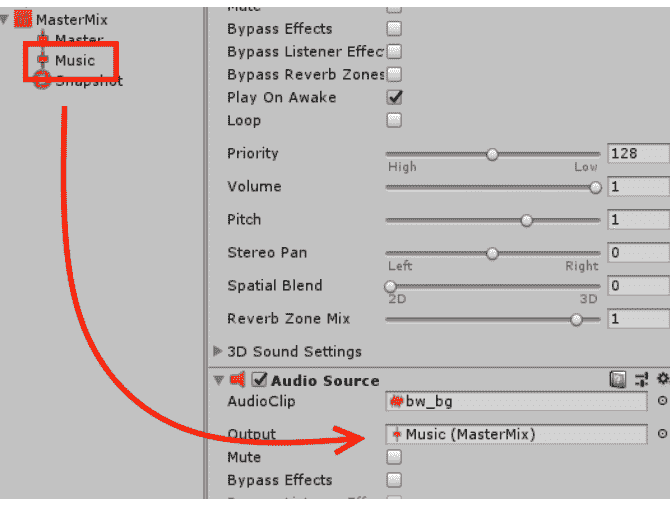 MasterMix
Master
Music
Snapshot
Mute
Bypass Effects
Bypass Listener Effec
Bypass Reverb Zones
Play On Awake
Loop
Priority
128
High
Low
Volume
1
Pitch
1
Stereo Pan
0
Left
Right
Spatial Blend
0
2D
3D
Reverb Zone Mix
1
3D Sound Settings
Audio Source
AudioClip
bw_bg
Output
Music (MasterMix)
Mute
Bypass Effects